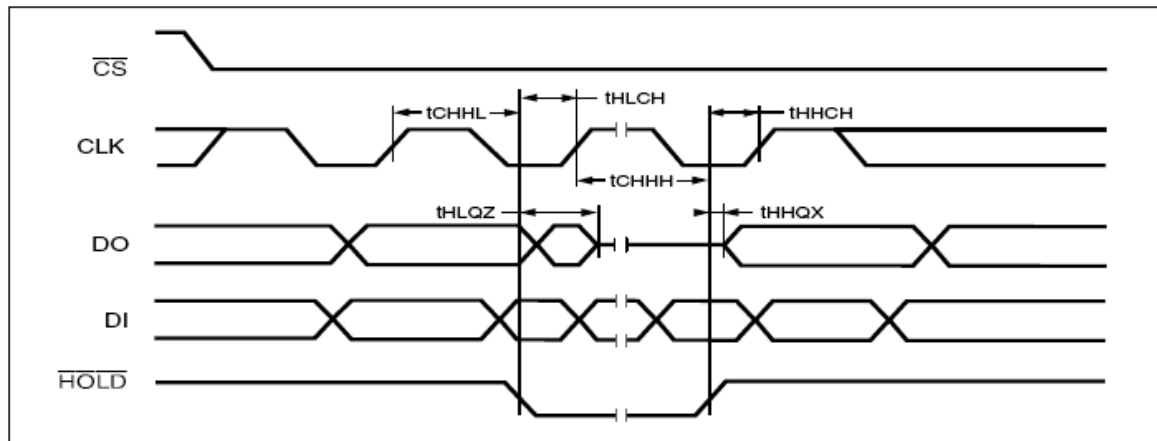 CS
tHLCH
tCHHL
tHHCH
CLK
tCHHH
tHLQZ
tHHQX
DO
DI
HOLD